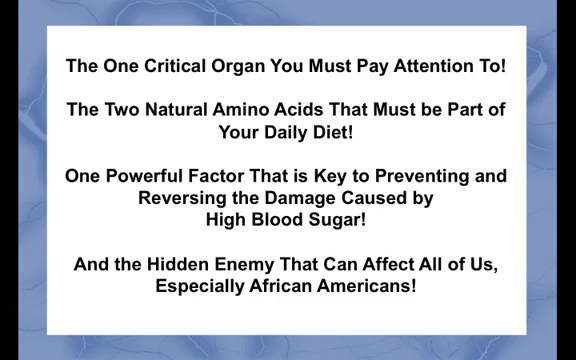 The One Critical Organ You Must Pay Attention To!
The Two Natural Amino Acids That Must be Part of
Your Daily Diet!
One Powerful Factor That is Key to Preventing and
Reversing the Damage Caused by
High Blood Sugar!
And the Hidden Enemy That Can Affect All of Us,
Especially African Americans!